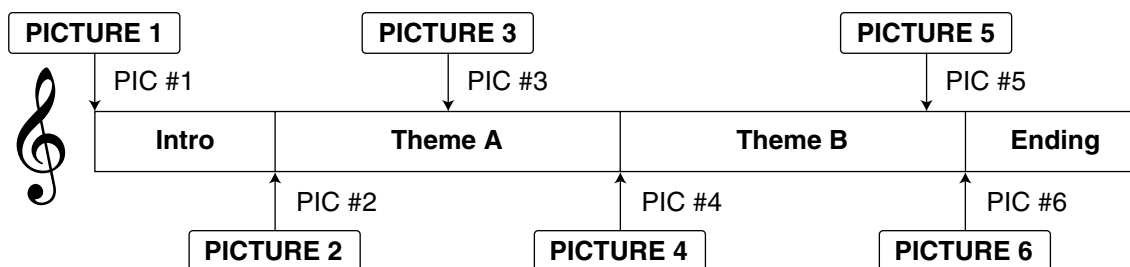 PICTURE 1 PICTURE 3 PICTURE 5
PIC #1 PIC #3 PIC #5
Intro Theme A Theme B Ending
PIC #2 PIC #4 PIC #6
PICTURE 2 PICTURE 4 PICTURE 6